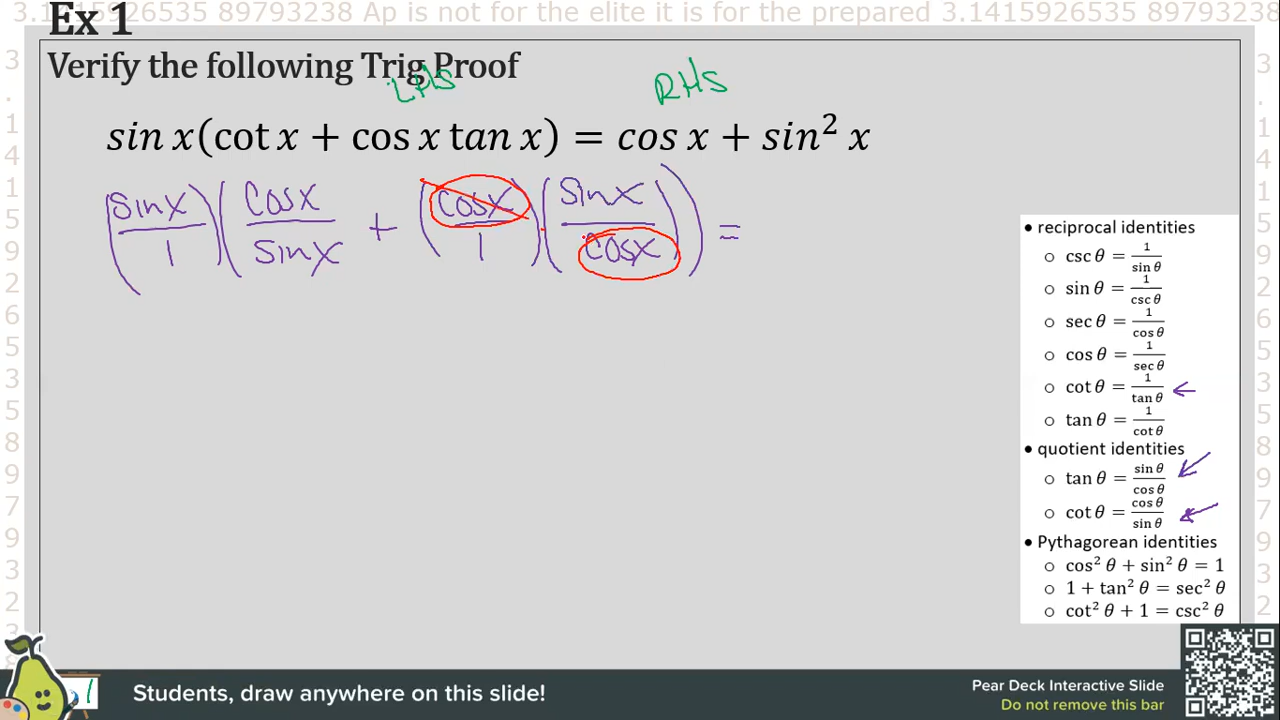 3.1415926535 89793238 Ap is not for the elite it is for the prepared 3.1415926535 89793238
Ex 1
Verify the following Trig Proof
LHS RHS
sin x(cot x + cos x tan x) = cos x + sin² x
(sinx/1)(cosx/sinx + (cosx/1)(sinx/cosx)) =
• reciprocal identities
csc θ = 1/sin θ
sin θ = 1/csc θ
sec θ = 1/cos θ
cos θ = 1/sec θ
cot θ = 1/tan θ
tan θ = 1/cot θ
• quotient identities
tan θ = sin θ/cos θ
cot θ = cos θ/sin θ
• Pythagorean identities
cos² θ + sin² θ = 1
1 + tan² θ = sec² θ
cot² θ + 1 = csc² θ
Students, draw anywhere on this slide!
Pear Deck Interactive Slide
Do not remove this bar